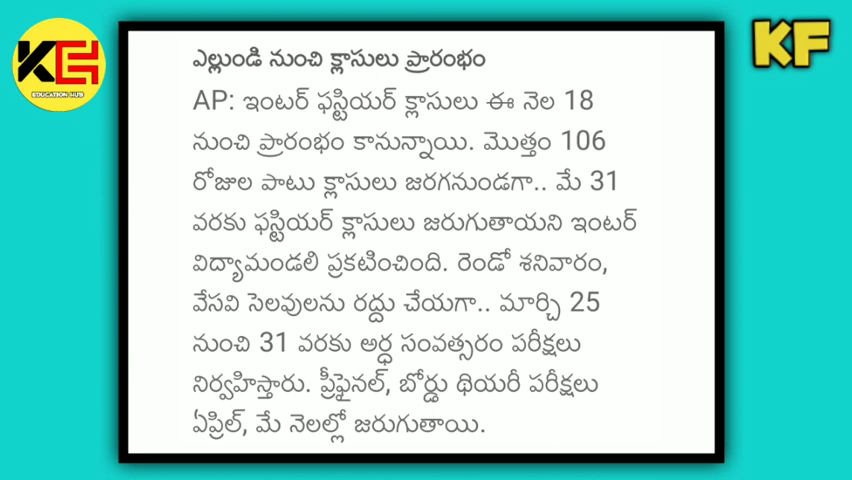 KEH
EDUCATION HUB
KF
ఎల్లుండి నుంచి క్లాసులు ప్రారంభం
AP: ఇంటర్ ఫస్టియర్ క్లాసులు ఈ నెల 18
నుంచి ప్రారంభం కానున్నాయి. మొత్తం 106
రోజుల పాటు క్లాసులు జరగనుండగా.. మే 31
వరకు ఫస్టియర్ క్లాసులు జరుగుతాయని ఇంటర్
విద్యామండలి ప్రకటించింది. రెండో శనివారం,
వేసవి సెలవులను రద్దు చేయగా.. మార్చి 25
నుంచి 31 వరకు అర్ధ సంవత్సరం పరీక్షలు
నిర్వహిస్తారు. ప్రీఫైనల్, బోర్డు థియరీ పరీక్షలు
ఏప్రిల్, మే నెలల్లో జరుగుతాయి.